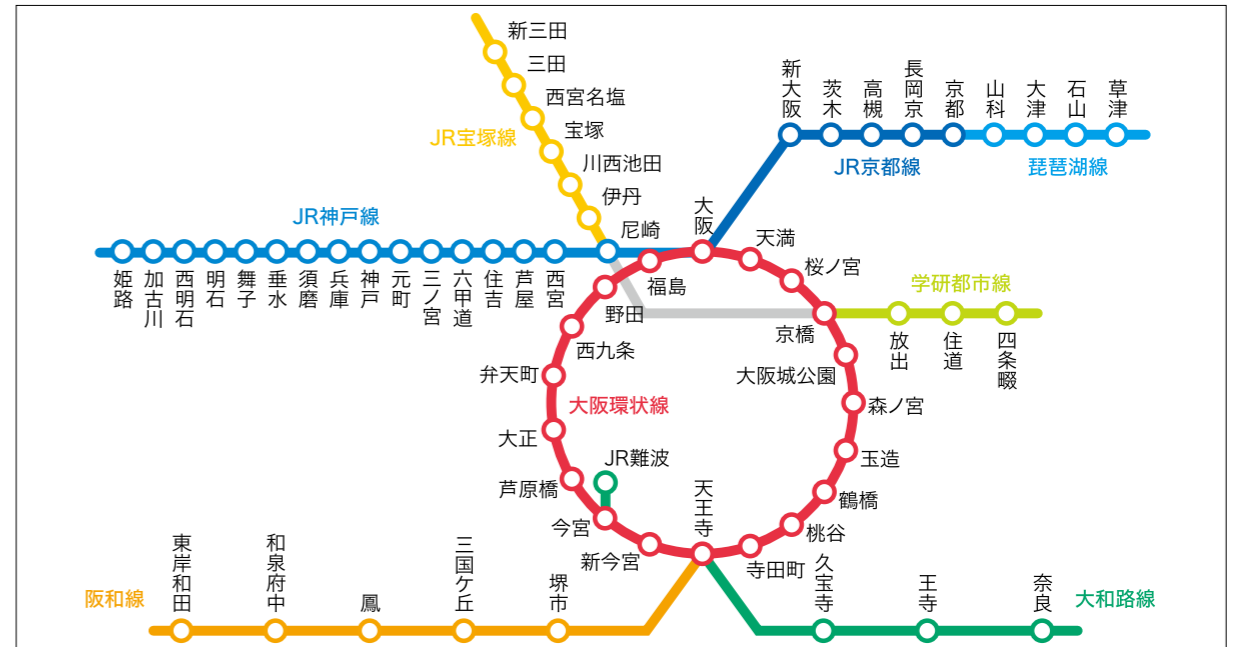 新三田
三田
西宮名塩
宝塚
川西池田
伊丹
尼崎
JR宝塚線
新大阪
茨木
高槻
長岡京
京都
山科
大津
石山
草津
JR京都線
琵琶湖線
JR神戸線
姫路
加古川
西明石
明石
舞子
垂水
須磨
兵庫
神戸
元町
三ノ宮
六甲道
住吉
芦屋
西宮
大阪
天満
桜ノ宮
京橋
大阪城公園
森ノ宮
玉造
鶴橋
桃谷
寺田町
天王寺
新今宮
今宮
芦原橋
大正
弁天町
西九条
野田
福島
大阪環状線
JR難波
学研都市線
放出
住道
四条畷
阪和線
東岸和田
和泉府中
鳳
三国ケ丘
堺市
久宝寺
王寺
奈良
大和路線